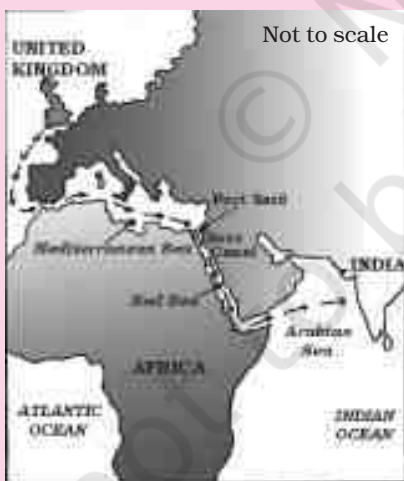 Not to scale
UNITED
KINGDOM
Port Said
Suez
Canal
Mediterranean Sea
INDIA
Red Sea
Arabian
Sea
AFRICA
ATLANTIC
OCEAN
INDIAN
OCEAN
©